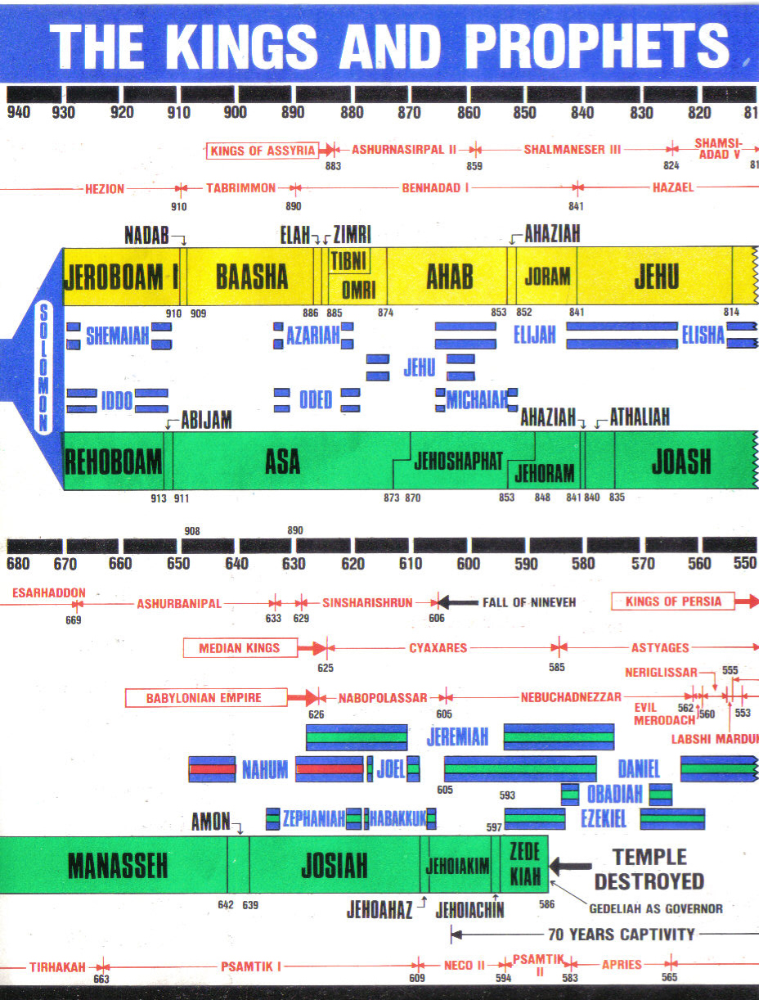 THE KINGS AND PROPHETS
940 930 920 910 900 890 880 870 860 850 840 830 820 81
KINGS OF ASSYRIA ASHURNASIRPAL II SHALMANESER III SHAMSI-
ADAD V
883 859 824 81
HEZION TABRIMMON BENHADAD I HAZAEL
910 890 841
NADAB ELAH ZIMRI AHAZIAH
JEROBOAM I BAASHA TIBNI OMRI AHAB JORAM JEHU
910 909 886 885 874 853 852 841 814
SOLOMON
SHEMAIAH AZARIAH ELIJAH ELISHA
JEHU
IDDO ODED MICHAIAH
ABIJAM AHAZIAH ATHALIAH
REHOBOAM ASA JEHOSHAPHAT JEHORAM JOASH
913 911 873 870 853 848 841 840 835
908 890
680 670 660 650 640 630 620 610 600 590 580 570 560 550
ESARHADDON ASHURBANIPAL SINSHARISHRUN FALL OF NINEVEH KINGS OF PERSIA
669 633 629 606
MEDIAN KINGS CYAXARES ASTYAGES
625 585
NERIGLISSAR 555
BABYLONIAN EMPIRE NABOPOLASSAR NEBUCHADNEZZAR
626 605 562 560 553
EVIL
MERODACH
LABSHI MARDUK
JEREMIAH
NAHUM JOEL DANIEL
605 593
OBADIAH
ZEPHANIAH HABAKKUK EZEKIEL
AMON 597
MANASSEH JOSIAH JEHOIAKIM ZEDE
KIAH
TEMPLE
DESTROYED
642 639 586
JEHOAHAZ JEHOIACHIN GEDELIAH AS GOVERNOR
70 YEARS CAPTIVITY
TIRHAKAH PSAMTIK I NECO II PSAMTIK
II APRIES
663 609 594 583 565